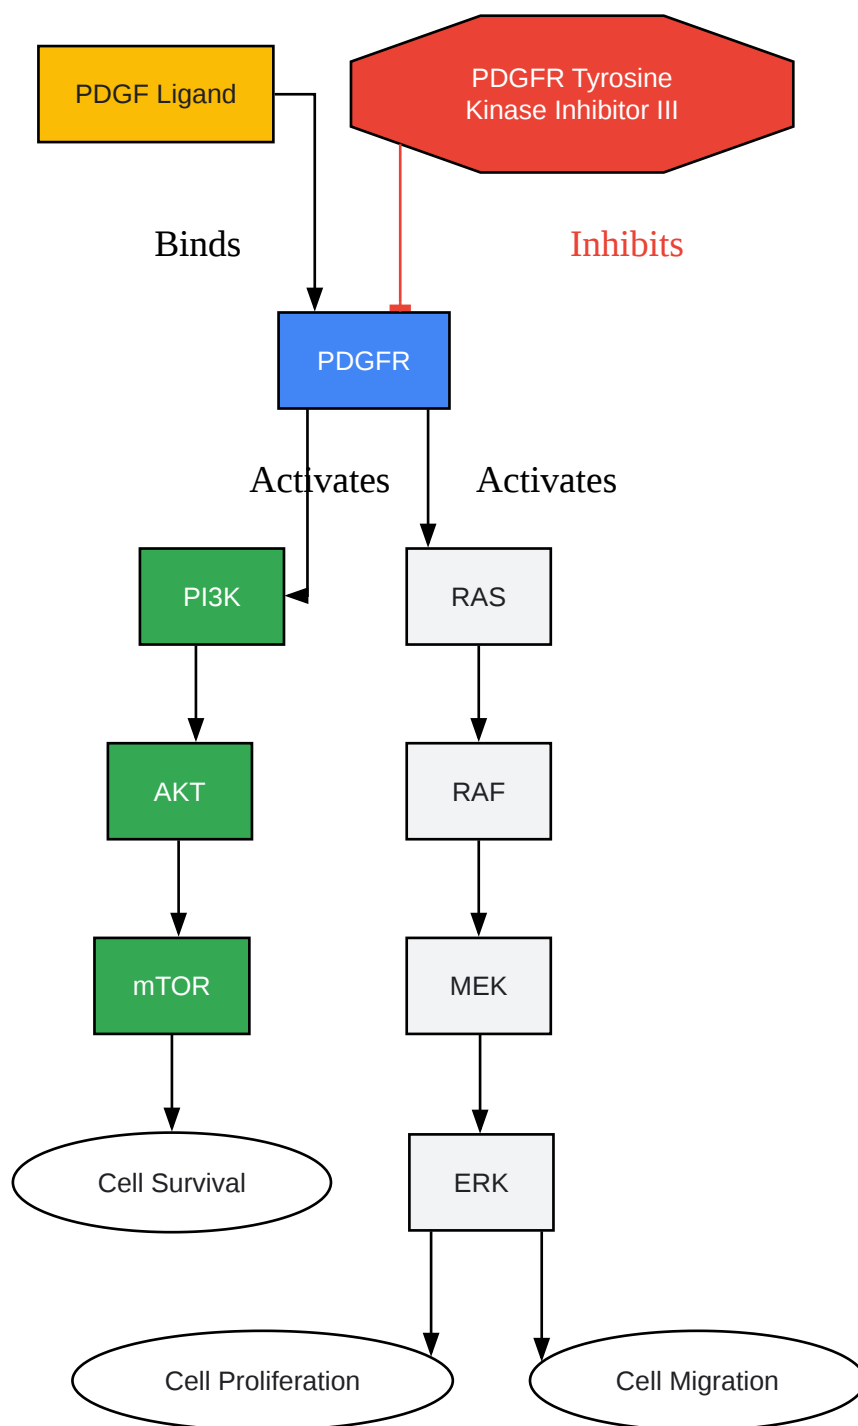 PDGF Ligand
PDGFR Tyrosine
Kinase Inhibitor III
Binds
Inhibits
PDGFR
Activates
Activates
PI3K
RAS
AKT
RAF
mTOR
MEK
Cell Survival
ERK
Cell Proliferation
Cell Migration